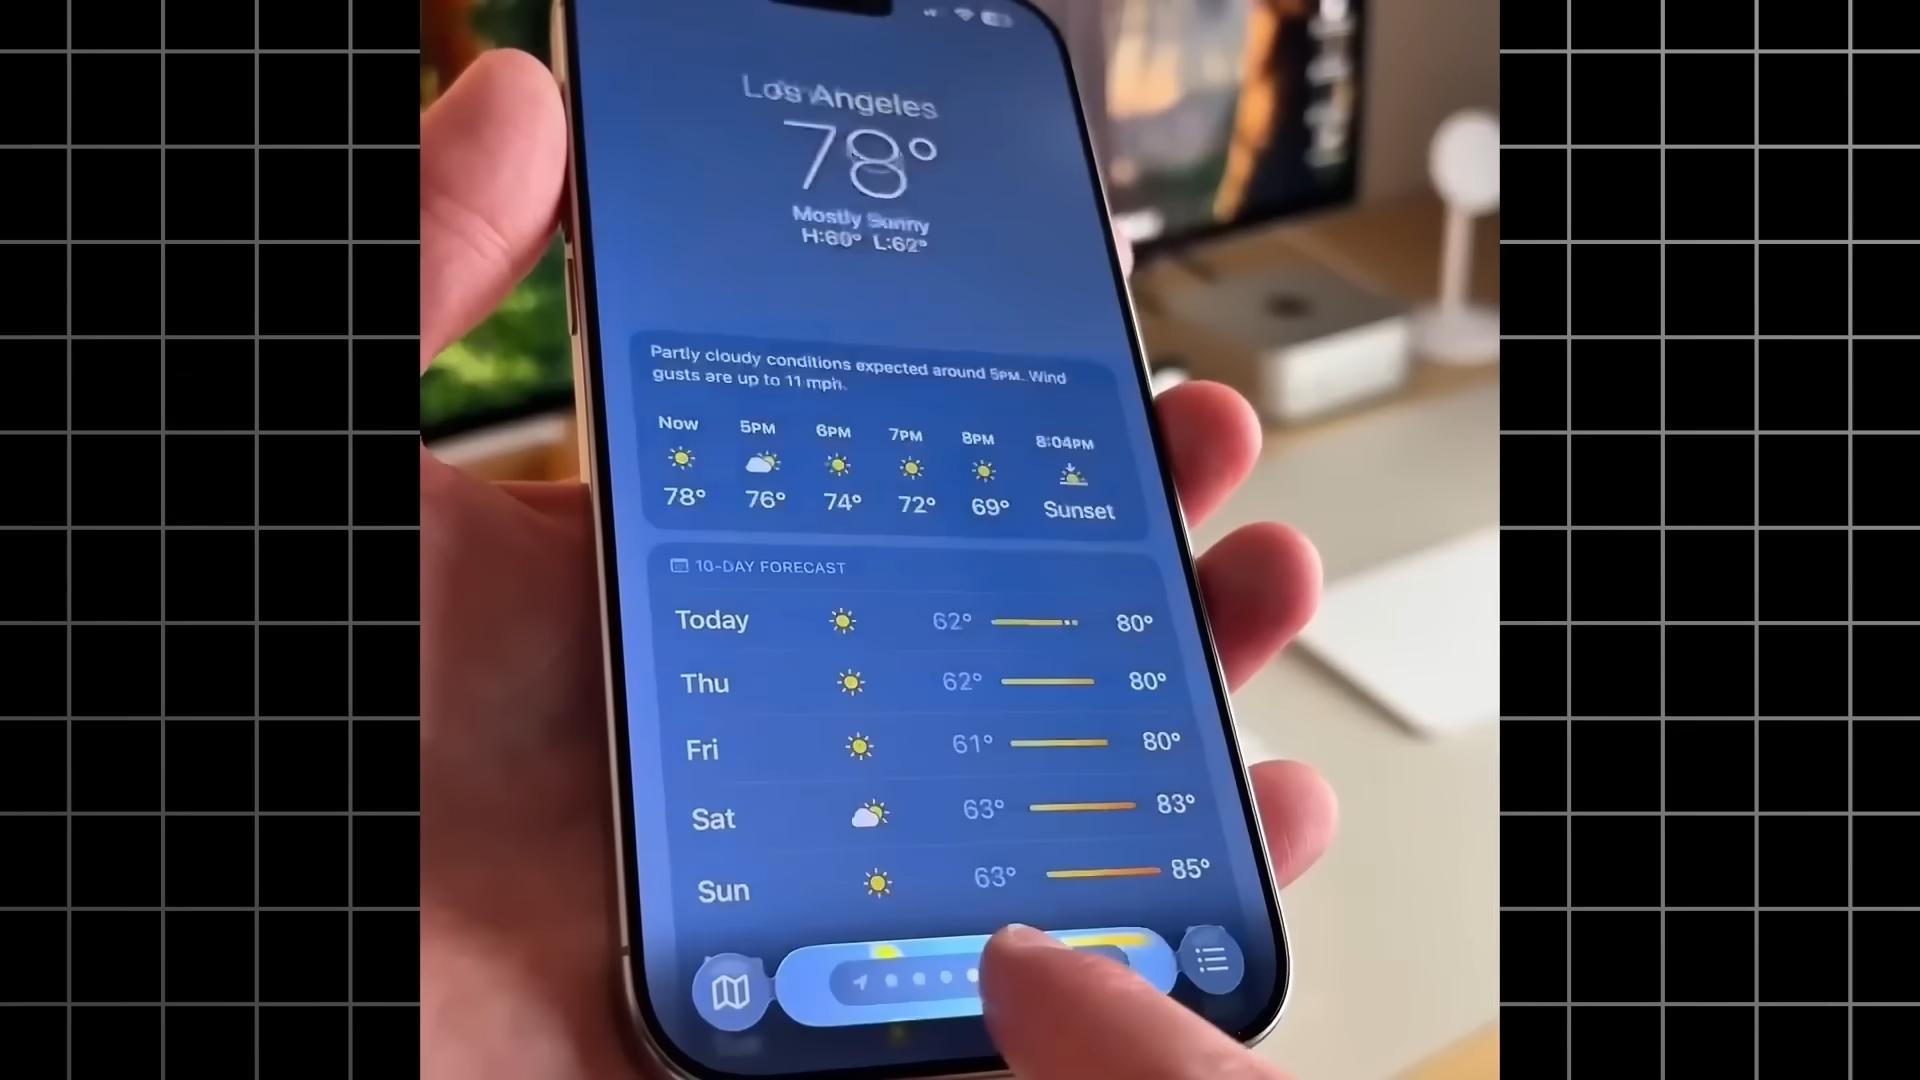 Los Angeles
78°
Mostly Sunny
H:60° L:62°
Partly cloudy conditions expected around 5PM. Wind
gusts are up to 11 mph.
Now 5PM 6PM 7PM 8PM 8:04PM
78° 76° 74° 72° 69° Sunset
10-DAY FORECAST
Today 62° 80°
Thu 62° 80°
Fri 61° 80°
Sat 63° 83°
Sun 63° 85°